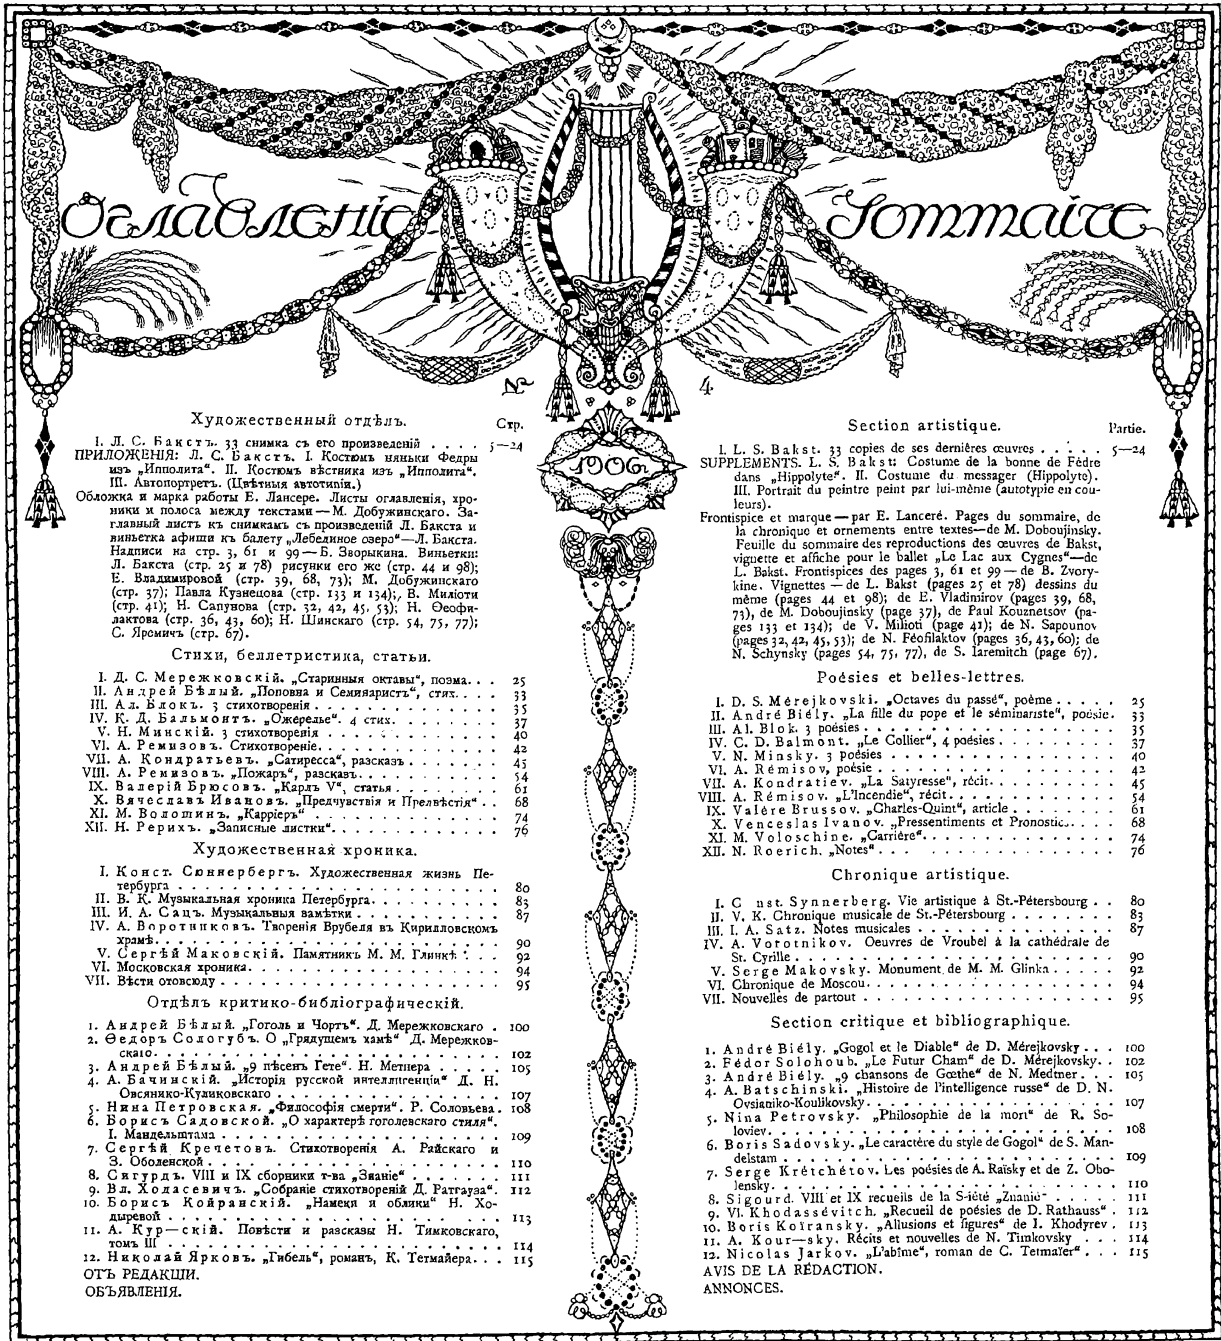 Оглавленіе
Sommaire
№ 4
1906
Художественный отдѣлъ.
Стр.
I. Л. С. Бакстъ. 33 снимка съ его произведеній . . . . 5—24
ПРИЛОЖЕНІЯ: Л. С. Бакстъ. I. Костюмъ няньки Федры
изъ „Ипполита“. II. Костюмъ вѣстника изъ „Ипполита“.
III. Автопортретъ. (Цвѣтныя автотипіи.)
Обложка и марка работы Е. Лансере. Листы оглавленія, хро-
ники и полоса между текстами — М. Добужинскаго. За-
главный листъ къ снимкамъ съ произведеній Л. Бакста и
виньетка афиши къ балету „Лебединое озеро“—Л. Бакста.
Надписи на стр. 3, 61 и 99 — Б. Зворыкина. Виньетки:
Л. Бакста (стр. 25 и 78) рисунки его же (стр. 44 и 98);
Е. Владимировой (стр. 39, 68, 73); М. Добужинскаго
(стр. 37); Павла Кузнецова (стр. 133 и 134); В. Миліоти
(стр. 41); Н. Сапунова (стр. 32, 42, 45, 53); Н. Ѳеофи-
лактова (стр. 36, 43, 60); Н. Шинскаго (стр. 54, 75, 77);
С. Яремичъ (стр. 67).
Стихи, беллетристика, статьи.
I. Д. С. Мережковскій. „Старинныя октавы“, поэма. . . 25
II. Андрей Бѣлый. „Поповна и Семинаристъ“, стих. . . . 33
III. Ал. Блокъ. 3 стихотворенія . . . 35
IV. К. Д. Бальмонтъ. „Ожерелье“. 4 стих. . . . 37
V. Н. Минскій. 3 стихотворенія . . . 40
VI. А. Ремизовъ. Стихотвореніе. . . . 42
VII. А. Кондратьевъ. „Сатиресса“, разсказъ . . . 45
VIII. А. Ремизовъ. „Пожаръ“, разсказъ. . . . 54
IX. Валерій Брюсовъ. „Карлъ V“, статья . . . 61
X. Вячеславъ Ивановъ. „Предчувствія и Предвѣстія“ . . 68
XI. М. Волошинъ. „Карріеръ“ . . . 74
XII. Н. Рерихъ. „Записные листки“. . . . 76
Художественная хроника.
I. Конст. Сюннербергъ. Художественная жизнь Пе-
тербурга . . . 80
II. В. К. Музыкальная хроника Петербурга. . . . 83
III. И. А. Сацъ. Музыкальныя замѣтки . . . 87
IV. А. Воротниковъ. Творенія Врубеля въ Кирилловскомъ
храмѣ. . . . 90
V. Сергѣй Маковскій. Памятникъ М. М. Глинкѣ . . . 92
VI. Московская хроника. . . . 94
VII. Вѣсти отовсюду . . . 95
Отдѣлъ критико-библіографическій.
1. Андрей Бѣлый. „Гоголь и Чортъ“. Д. Мережковскаго . 100
2. Ѳедоръ Сологубъ. О „Грядущемъ хамѣ“ Д. Мережков-
скаго. . . . 102
3. Андрей Бѣлый. „9 пѣсенъ Гете“. Н. Метнера . . . 105
4. А. Бачинскій. „Исторія русской интеллигенціи“ Д. Н.
Овсянико-Куликовскаго . . . 107
5. Нина Петровская. „Философія смерти“. Р. Соловьева. 108
6. Борисъ Садовской. „О характерѣ гоголевскаго стиля“.
I. Мандельштама . . . 109
7. Сергѣй Кречетовъ. Стихотворенія А. Райскаго и
З. Оболенской . . . 110
8. Сигурдъ. VIII и IX сборники т-ва „Знаніе“ . . . 111
9. Вл. Ходасевичъ. „Собраніе стихотвореній Д. Ратгауза“. 112
10. Борисъ Койранскій. „Намеки и облики“ Н. Хо-
дыревой . . . 113
11. А. Кур—скій. Повѣсти и разсказы Н. Тимковскаго,
томъ III . . . 114
12. Николай Ярковъ. „Гибель“, романъ, К. Тетмайера. . . 115
ОТЪ РЕДАКЦІИ.
ОБЪЯВЛЕНІЯ.
Section artistique.
Partie.
I. L. S. Bakst. 33 copies de ses dernières œuvres . . . . . 5—24
SUPPLEMENTS. L. S. Bakst: Costume de la bonne de Fèdre
dans „Hippolyte“. II. Costume du messager (Hippolyte).
III. Portrait du peintre peint par lui-même (autotypie en cou-
leurs).
Frontispice et marque — par E. Lanceré. Pages du sommaire, de
la chronique et ornements entre textes—de M. Doboujinsky.
Feuille du sommaire des reproductions des œuvres de Bakst,
vignette et affiche pour le ballet „Le Lac aux Cygnes“—de
L. Bakst. Frontispices des pages 3, 61 et 99 — de B. Zvory-
kine. Vignettes — de L. Bakst (pages 25 et 78) dessins du
même (pages 44 et 98); de E. Vladimirov (pages 39, 68,
73), de M. Doboujinsky (page 37), de Paul Kouznetsov (pa-
ges 133 et 134); de V. Milioti (page 41); de N. Sapounov
(pages 32, 42, 45, 53); de N. Féofilaktov (pages 36, 43, 60); de
N. Schynsky (pages 54, 75, 77), de S. Iaremitch (page 67).
Poésies et belles-lettres.
I. D. S. Mérejkovski. „Octaves du passé“, poème . . . 25
II. André Biély. „La fille du pope et le séminariste“, poésie. 33
III. Al. Blok. 3 poésies . . . 35
IV. C. D. Balmont. „Le Collier“, 4 poésies . . . 37
V. N. Minsky. 3 poésies . . . 40
VI. A. Rémisov, poésie . . . 42
VII. A. Kondratiev. „La Satyresse“, récit. . . . 45
VIII. A. Rémisov. „L'Incendie“, récit. . . . 54
IX. Valére Brussov. „Charles-Quint“, article . . . 61
X. Venceslas Ivanov. „Pressentiments et Pronostic. . . . 68
XI. M. Voloschine. „Carrière“. . . . 74
XII. N. Roerich. „Notes“ . . . 76
Chronique artistique.
I. C nst. Synnerberg. Vie artistique à St.-Pétersbourg . . 80
II. V. K. Chronique musicale de St.-Pétersbourg . . . 83
III. I. A. Satz. Notes musicales . . . 87
IV. A. Vorotnikov. Oeuvres de Vroubel à la cathédrale de
St. Cyrille . . . 90
V. Serge Makovsky. Monument de M. M. Glinka . . . 92
VI. Chronique de Moscou. . . . 94
VII. Nouvelles de partout . . . 95
Section critique et bibliographique.
1. André Biély. „Gogol et le Diable“ de D. Mérejkovsky . . . 100
2. Fédor Solohoub. „Le Futur Cham“ de D. Mérejkovsky. . . 102
3. André Biély. „9 chansons de Gœthe“ de N. Medtner. . . 105
4. A. Batschinski. „Histoire de l'intelligence russe“ de D. N.
Ovsianiko-Koulikovsky. . . . 107
5. Nina Petrovsky. „Philosophie de la mort“ de R. So-
loviev. . . . 108
6. Boris Sadovsky. „Le caractére du style de Gogol“ de S. Man-
delstam . . . 109
7. Serge Krétchétov. Les poésies de A. Raïsky et de Z. Obo-
lensky. . . . 110
8. Sigourd. VIII et IX recueils de la S-iété „Znanié“ . . . 111
9. Vl. Khodassévitch. „Recueil de poésies de D. Rathauss“ . 112
10. Boris Koïransky. „Allusions et figures“ de I. Khodyrev . 113
11. A. Kour—sky. Récits et nouvelles de N. Timkovsky . . . 114
12. Nicolas Jarkov. „L'abîme“, roman de C. Tetmaïer“ . . . 115
AVIS DE LA RÉDACTION.
ANNONCES.